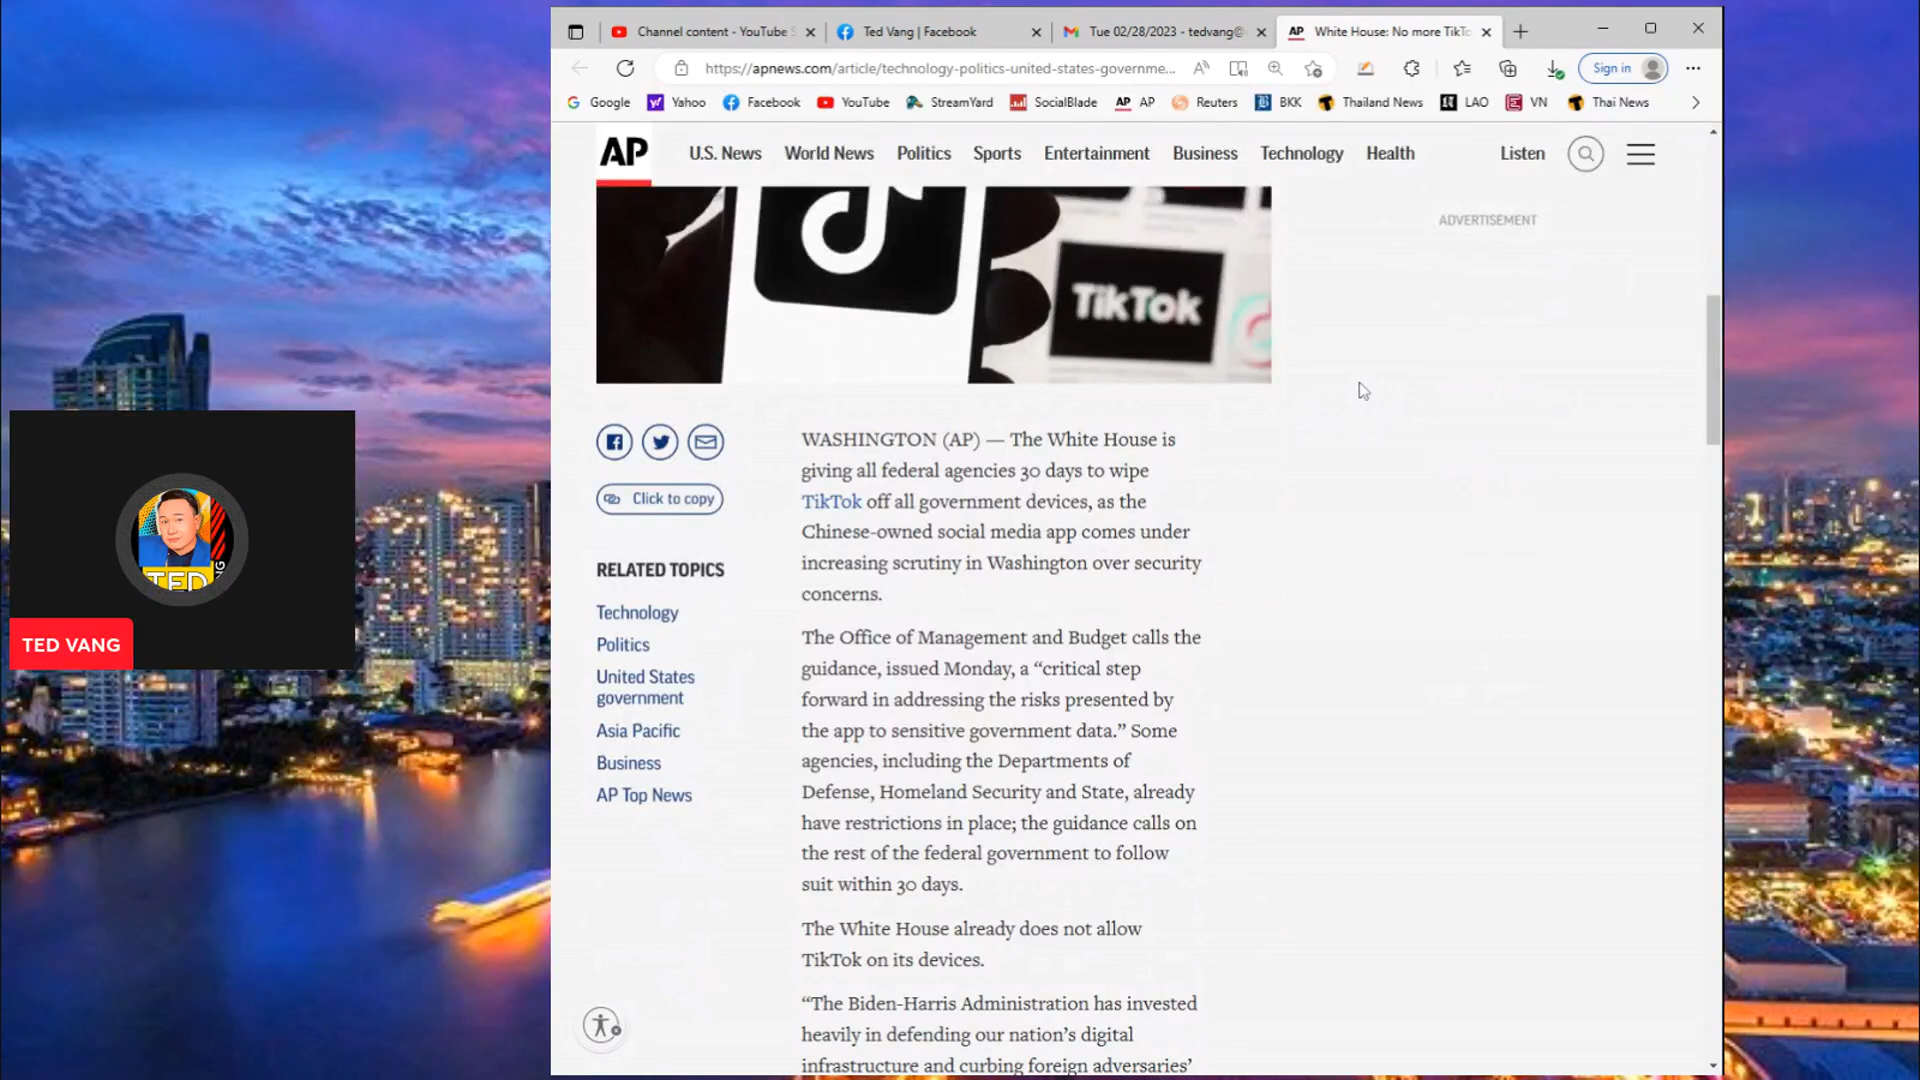 Channel content - YouTube S
Ted Vang | Facebook
Tue 02/28/2023 - tedvang@
AP White House: No more TikTo
https://apnews.com/article/technology-politics-united-states-governme...
Sign in
Google
Yahoo
Facebook
YouTube
StreamYard
SocialBlade
AP AP
Reuters
B BKK
Thailand News
LAO
VN
Thai News
AP
U.S. News
World News
Politics
Sports
Entertainment
Business
Technology
Health
Listen
ADVERTISEMENT
TikTok
Click to copy
RELATED TOPICS
Technology
Politics
United States
government
Asia Pacific
Business
AP Top News
WASHINGTON (AP) — The White House is
giving all federal agencies 30 days to wipe
TikTok off all government devices, as the
Chinese-owned social media app comes under
increasing scrutiny in Washington over security
concerns.
The Office of Management and Budget calls the
guidance, issued Monday, a “critical step
forward in addressing the risks presented by
the app to sensitive government data.” Some
agencies, including the Departments of
Defense, Homeland Security and State, already
have restrictions in place; the guidance calls on
the rest of the federal government to follow
suit within 30 days.
The White House already does not allow
TikTok on its devices.
“The Biden-Harris Administration has invested
heavily in defending our nation’s digital
infrastructure and curbing foreign adversaries’
TED
TED VANG